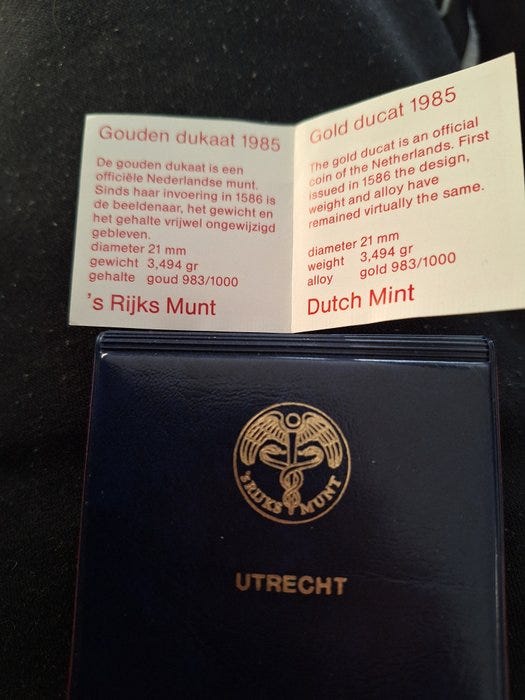 Gouden dukaat 1985
De gouden dukaat is een
officiële Nederlandse munt.
Sinds haar invoering in 1586 is
de beeldenaar, het gewicht en
het gehalte vrijwel ongewijzigd
gebleven.
diameter 21 mm
gewicht 3,494 gr
gehalte goud 983/1000
's Rijks Munt
Gold ducat 1985
The gold ducat is an official
coin of the Netherlands. First
issued in 1586 the design,
weight and alloy have
remained virtually the same.
diameter 21 mm
weight 3,494 gr
alloy gold 983/1000
Dutch Mint
'S RIJKS MUNT
UTRECHT